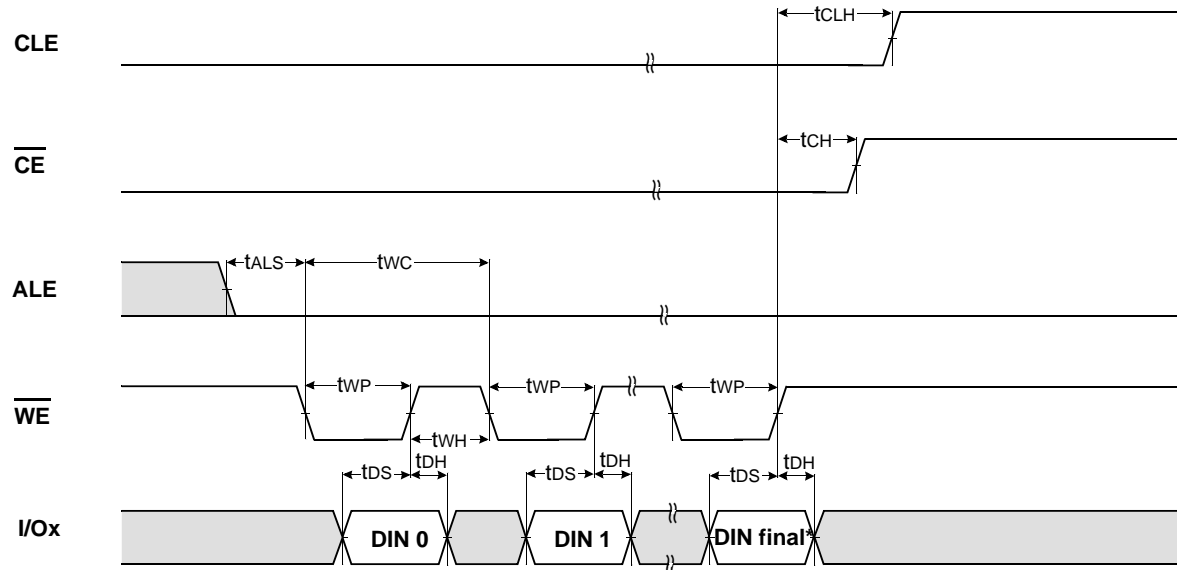 tCLH
CLE
tCH
CE
tALS
tWC
ALE
tWP
tWP
tWP
WE
tWH
tDS
tDH
tDS
tDH
tDS
tDH
I/Ox
DIN 0
DIN 1
DIN final*